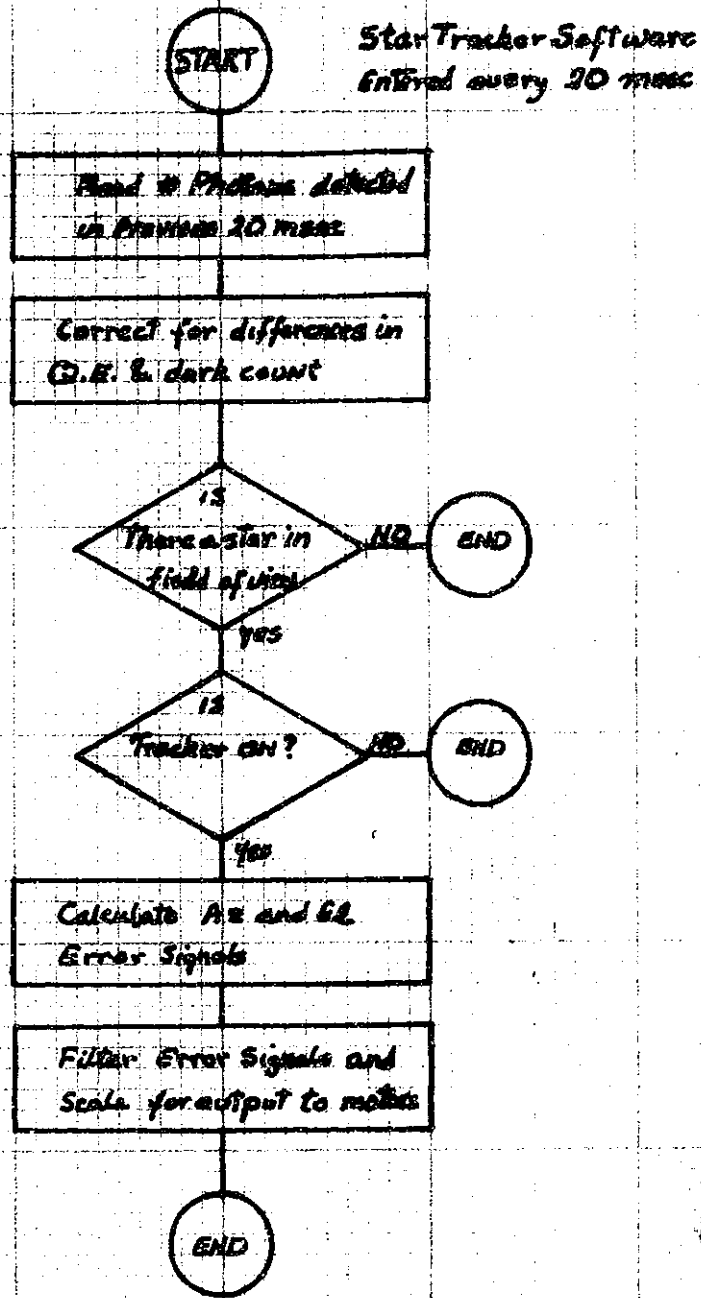 START
Star Tracker Software
Entered every 20 msec
Read # Photons detected
in Previous 20 msec
Correct for differences in
Q.E. & dark count
is
There a star in
field of view
NO
END
yes
is
Tracker ON?
NO
END
yes
Calculate Az and El
Error Signals
Filter Error Signals and
Scale for output to motors
END